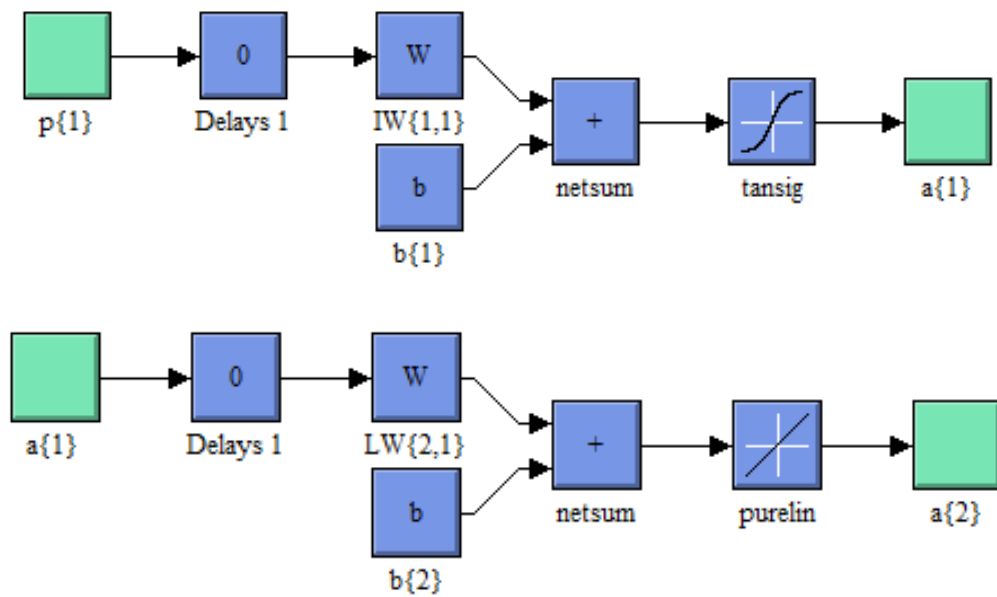 0 W
p{1} Delays 1 IW{1,1}
+
b netsum tansig a{1}
b{1}
0 W
a{1} Delays 1 LW{2,1}
+
b netsum purelin a{2}
b{2}